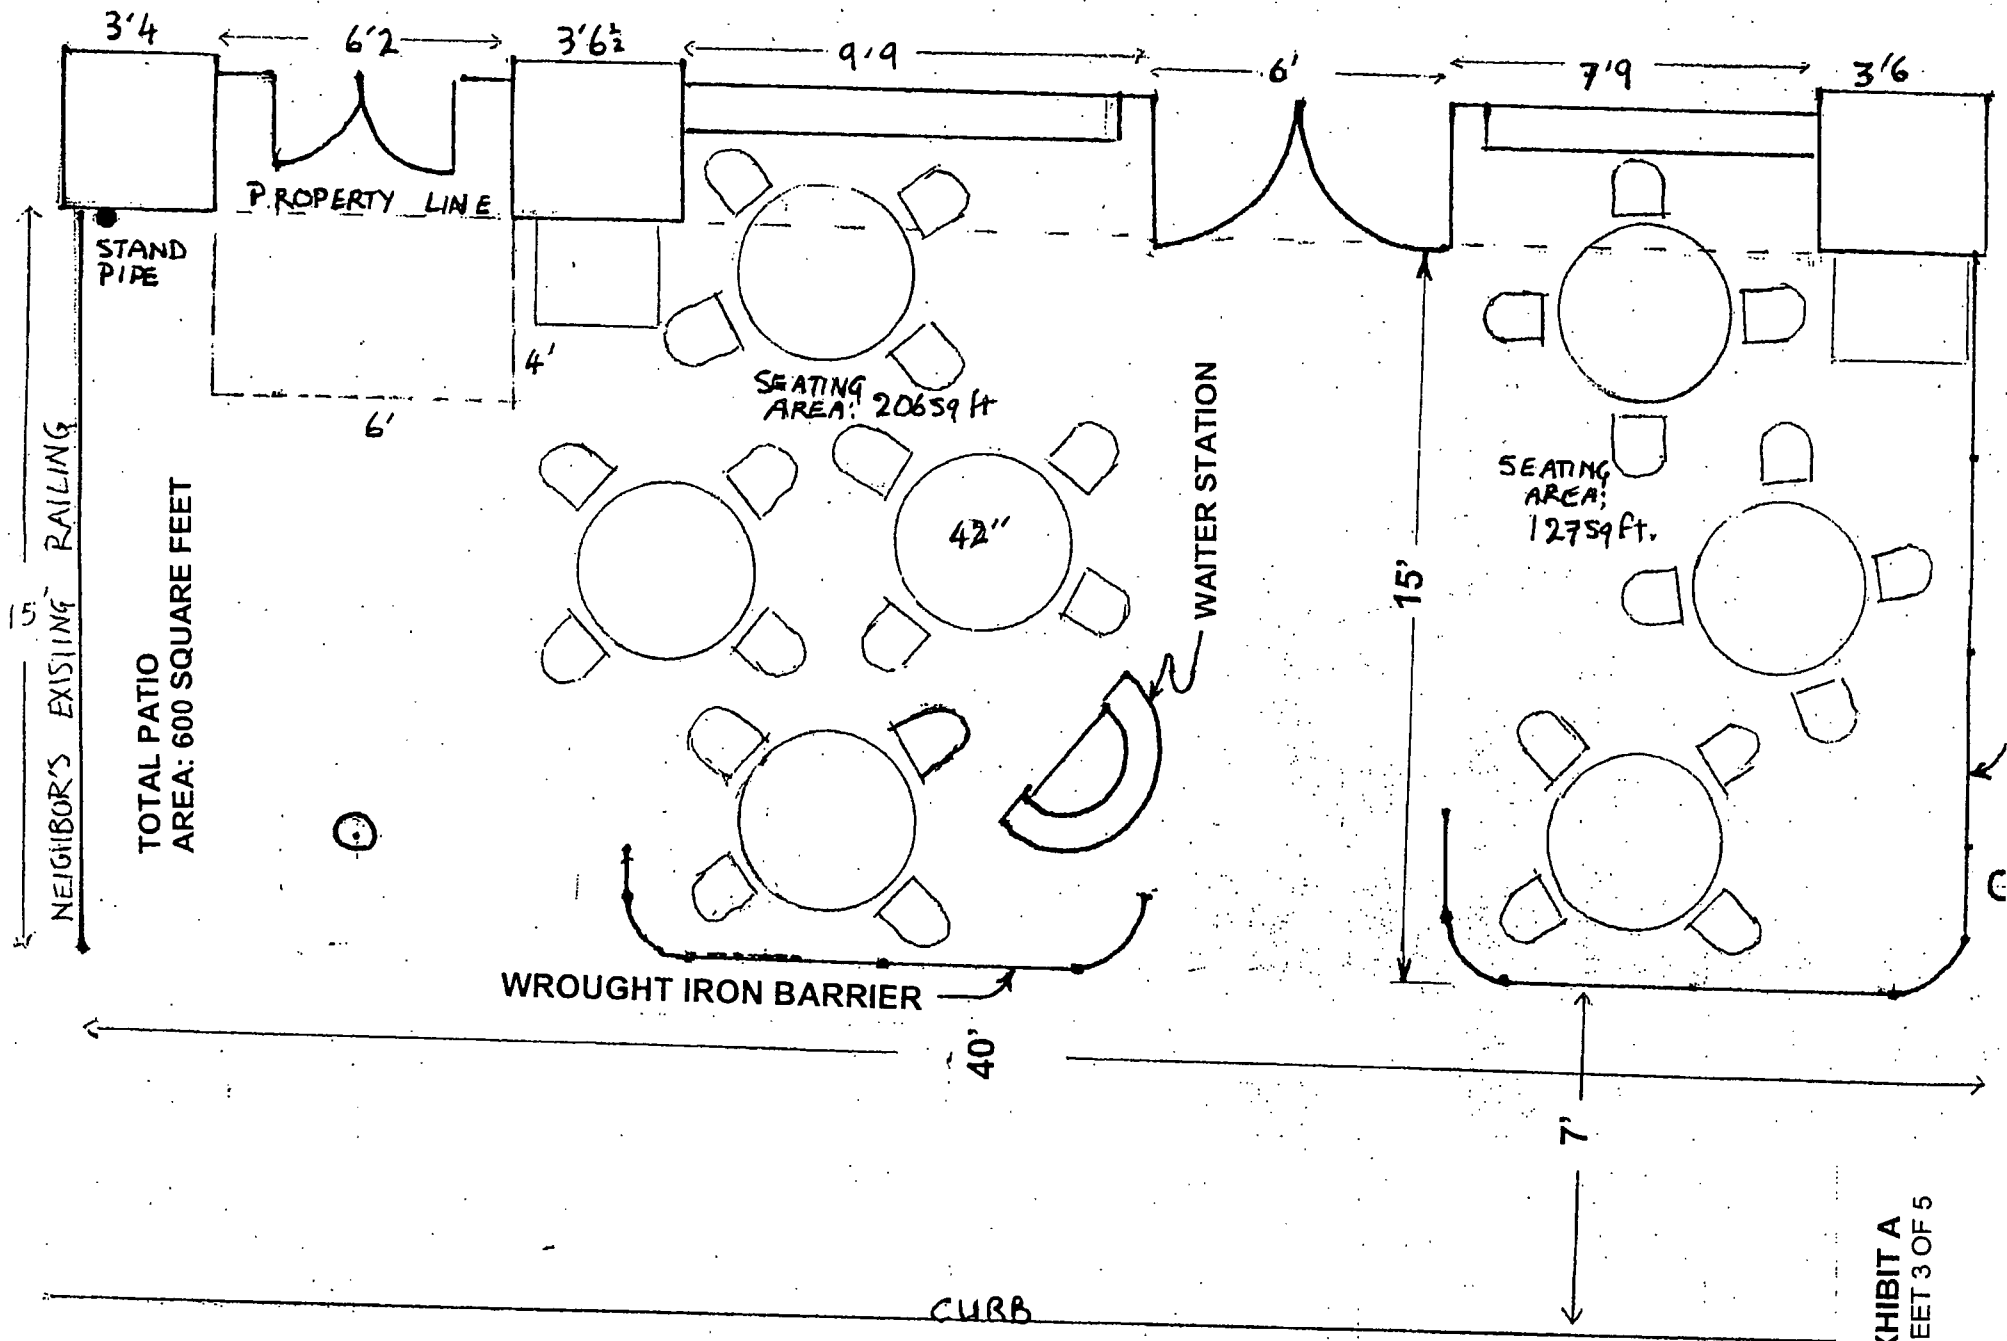 3'4
6'2
3'6½
9'9
6'
7'9
3'6
PROPERTY LINE
STAND
PIPE
4'
6'
SEATING
AREA: 206 sq ft
42"
WAITER STATION
SEATING
AREA:
127 sq ft.
15'
NEIGHBOR'S EXISTING RAILING
TOTAL PATIO
AREA: 600 SQUARE FEET
15'
WROUGHT IRON BARRIER
40'
7'
CURB
XHIBIT A
EET 3 OF 5